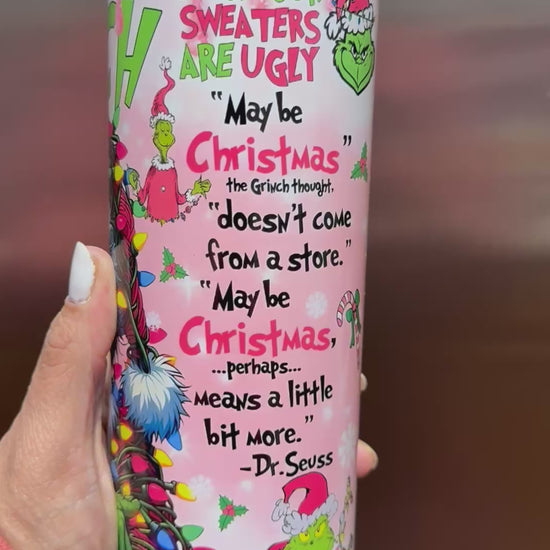 SWEATERS
ARE UGLY
H
"May be
Christmas"
the Grinch thought,
"doesn't come
from a store."
"May be
Christmas,
...perhaps...
means a little
bit more."
-Dr. Seuss